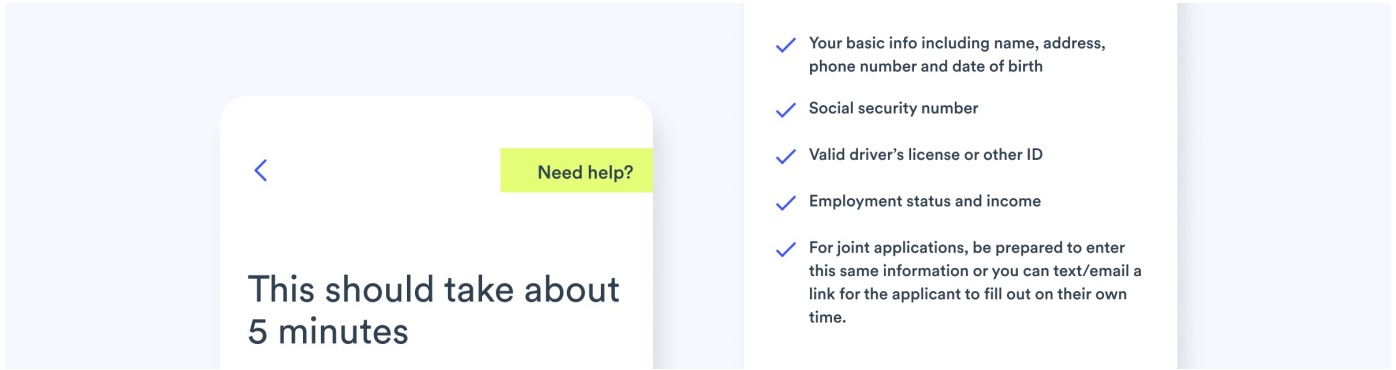 Need help?
This should take about
5 minutes
Your basic info including name, address,
phone number and date of birth
Social security number
Valid driver’s license or other ID
Employment status and income
For joint applications, be prepared to enter
this same information or you can text/email a
link for the applicant to fill out on their own
time.